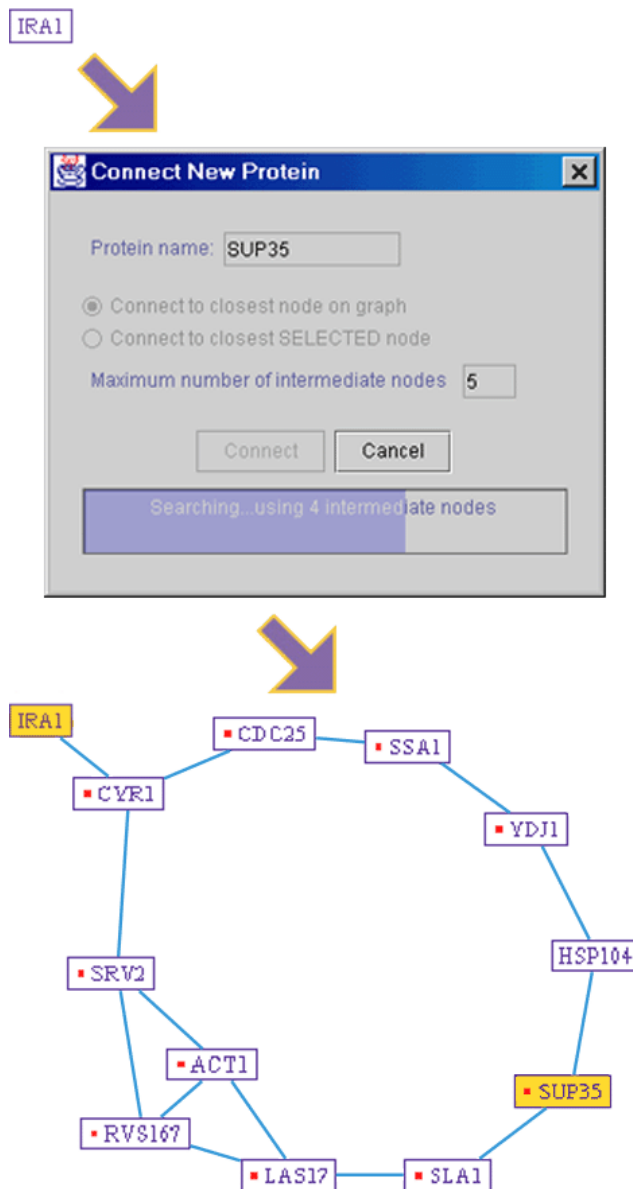 IRA1
Connect New Protein
Protein name: SUP35
Connect to closest node on graph
Connect to closest SELECTED node
Maximum number of intermediate nodes 5
Connect Cancel
Searching...using 4 intermediate nodes
IRA1
CDC25
SSA1
CYR1
YDJ1
HSP104
SRV2
ACT1
SUP35
RVS167
LAS17
SLA1